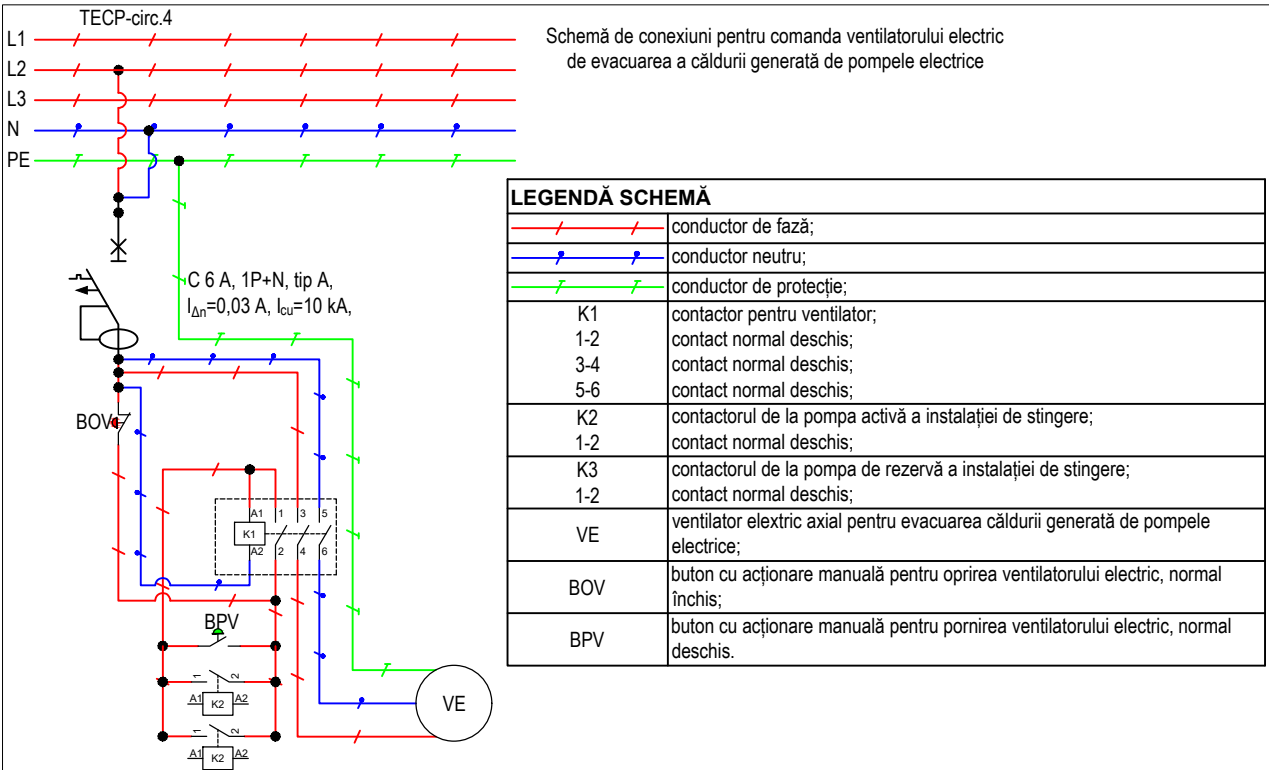 TECP-circ.4
Schemă de conexiuni pentru comanda ventilatorului electric
de evacuarea a căldurii generată de pompele electrice
L1
L2
L3
N
PE
C 6 A, 1P+N, tip A,
IΔn=0,03 A, Icu=10 kA,
BOV
A1 1 3 5
K1
A2 2 4 6
BPV
1 2
A1 K2 A2
1 2
A1 K2 A2
VE
LEGENDĂ SCHEMĂ
conductor de fază;
conductor neutru;
conductor de protecție;
K1 contactor pentru ventilator;
1-2 contact normal deschis;
3-4 contact normal deschis;
5-6 contact normal deschis;
K2 contactorul de la pompa activă a instalației de stingere;
1-2 contact normal deschis;
K3 contactorul de la pompa de rezervă a instalației de stingere;
1-2 contact normal deschis;
VE ventilator elextric axial pentru evacuarea căldurii generată de pompele
electrice;
BOV buton cu acționare manuală pentru oprirea ventilatorului electric, normal
închis;
BPV buton cu acționare manuală pentru pornirea ventilatorului electric, normal
deschis.